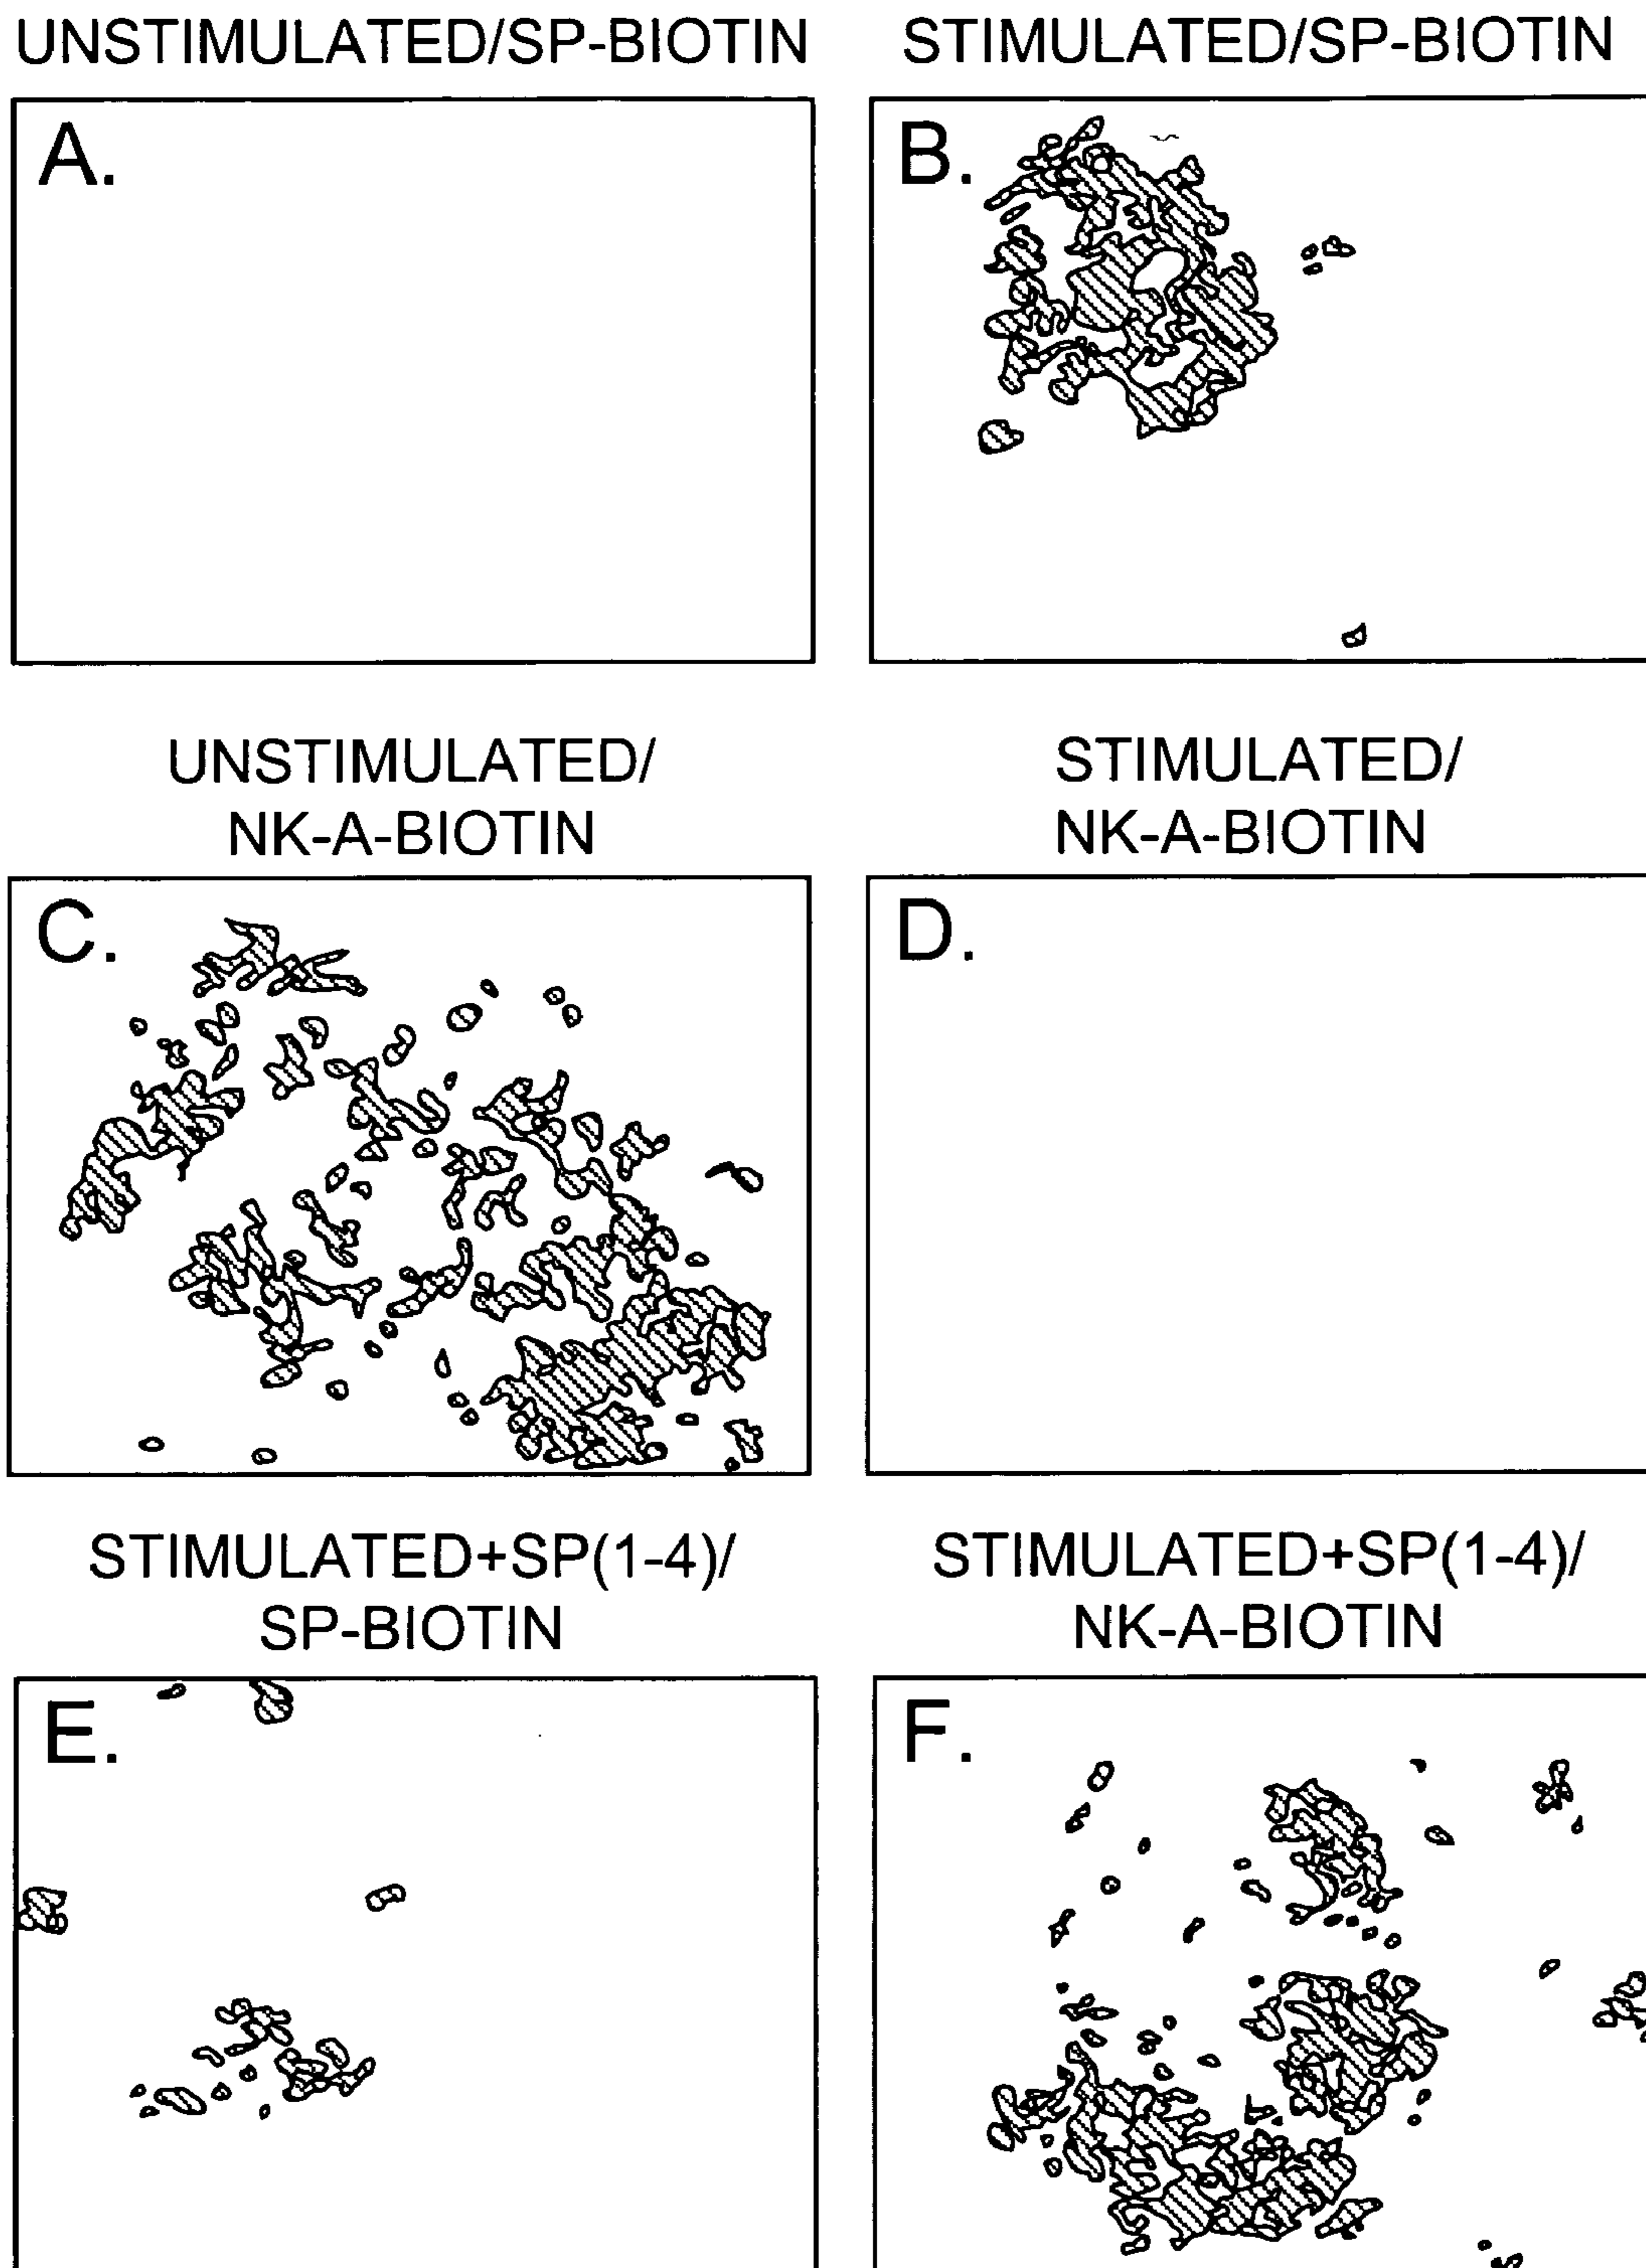 UNSTIMULATED/SP-BIOTIN
STIMULATED/SP-BIOTIN
A.
B.
UNSTIMULATED/
NK-A-BIOTIN
STIMULATED/
NK-A-BIOTIN
C.
D.
STIMULATED+SP(1-4)/
SP-BIOTIN
STIMULATED+SP(1-4)/
NK-A-BIOTIN
E.
F.